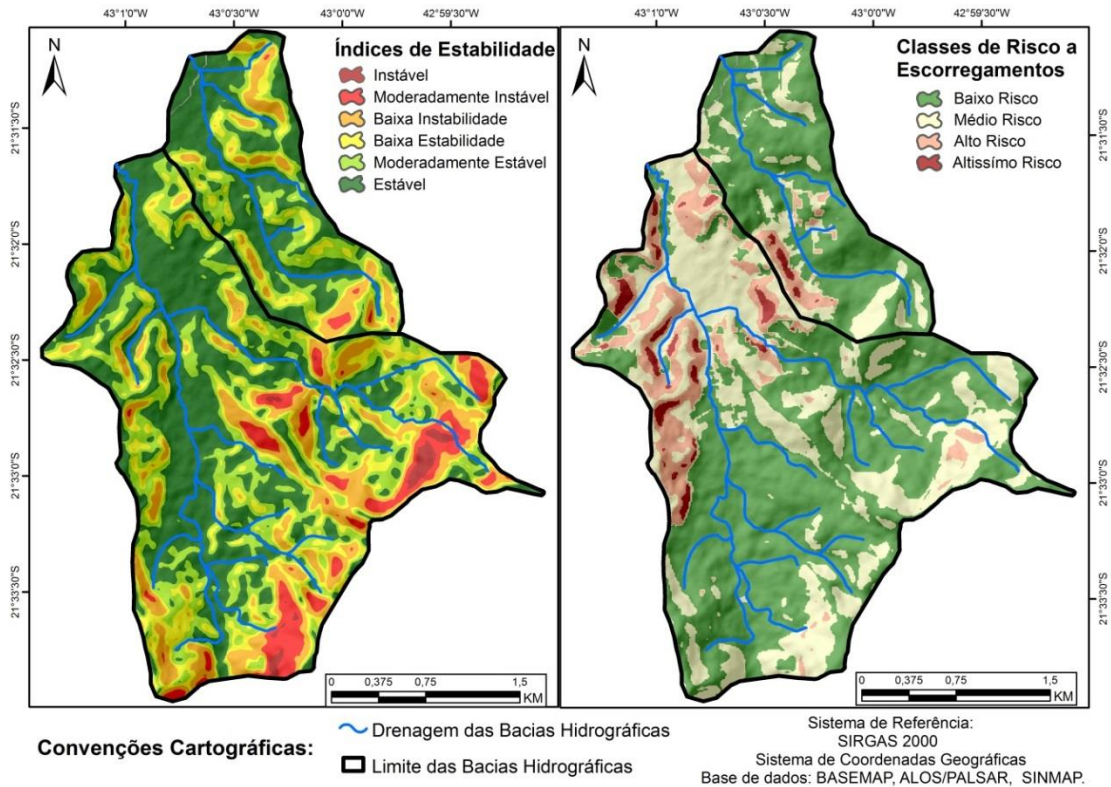 43°1'0"W
43°0'30"W
43°0'0"W
42°59'30"W
N
Índices de Estabilidade
Instável
Moderadamente Instável
Baixa Instabilidade
Baixa Estabilidade
Moderadamente Estável
Estável
21°31'30"S
21°32'0"S
21°32'30"S
21°33'0"S
21°33'30"S
0 0,375 0,75 1,5
KM
43°1'0"W
43°0'30"W
43°0'0"W
42°59'30"W
N
Classes de Risco a
Escorregamentos
Baixo Risco
Médio Risco
Alto Risco
Altissímo Risco
21°31'30"S
21°32'0"S
21°32'30"S
21°33'0"S
21°33'30"S
0 0,375 0,75 1,5
KM
Convenções Cartográficas:
Drenagem das Bacias Hidrográficas
Limite das Bacias Hidrográficas
Sistema de Referência:
SIRGAS 2000
Sistema de Coordenadas Geográficas
Base de dados: BASEMAP, ALOS/PALSAR, SINMAP.